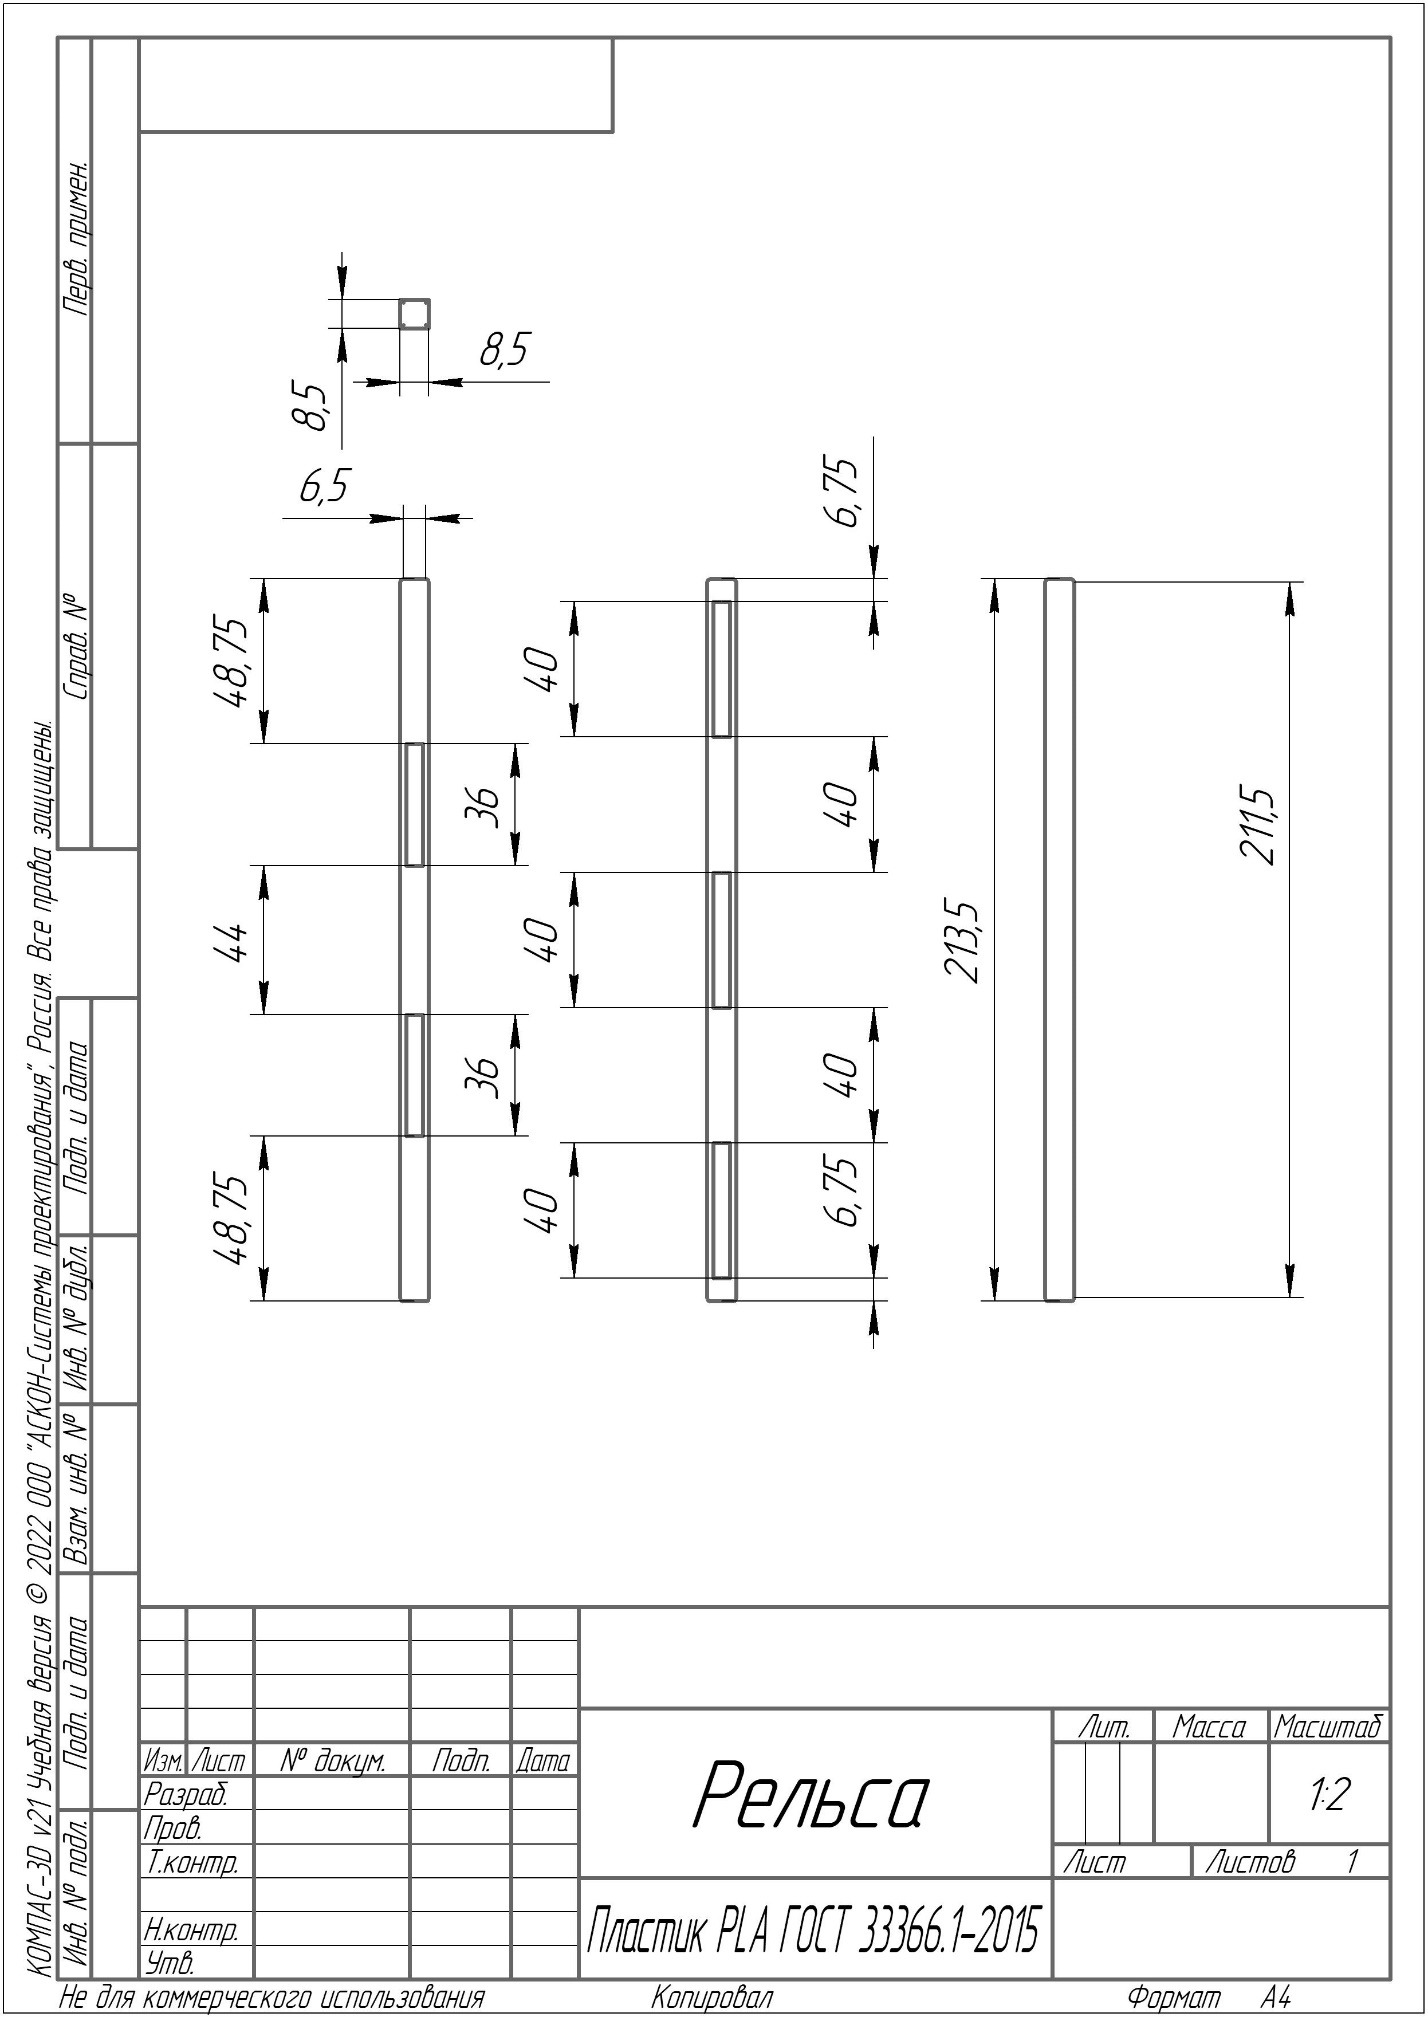 8,5
8,5
6,5
6,75
48,75
40
36
40
44
40
213,5
211,5
36
40
48,75
40
6,75
Перв. примен.
Справ. №
Подп. и дата
Инв. № дубл.
Взам. инв. №
Подп. и дата
Инв. № подл.
КОМПАС-3D v21 Учебная версия © 2022 ООО "АСКОН-Системы проектирования", Россия. Все права защищены.
Изм. Лист № докум. Подп. Дата
Разраб.
Пров.
Т.контр.
Н.контр.
Утв.
Рельса
Пластик PLA ГОСТ 33366.1-2015
Лит. Масса Масштаб
1:2
Лист Листов 1
Не для коммерческого использования Копировал Формат А4